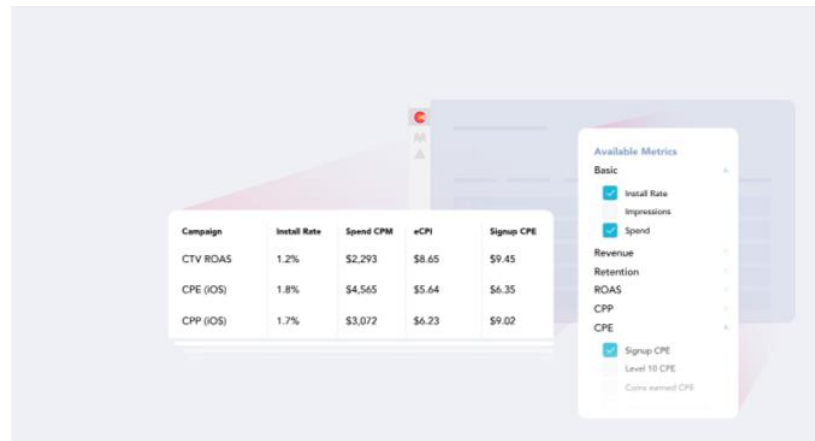 Campaign Install Rate Spend CPM eCPI Signup CPE
CTV ROAS 1.2% $2,293 $8.65 $9.45
CPE (iOS) 1.8% $4,565 $5.64 $6.35
CPP (iOS) 1.7% $3,072 $6.23 $9.02
Available Metrics
Basic
Install Rate
Impressions
Spend
Revenue
Retention
ROAS
CPP
CPE
Signup CPE
Level 10 CPE
Coins earned CPE